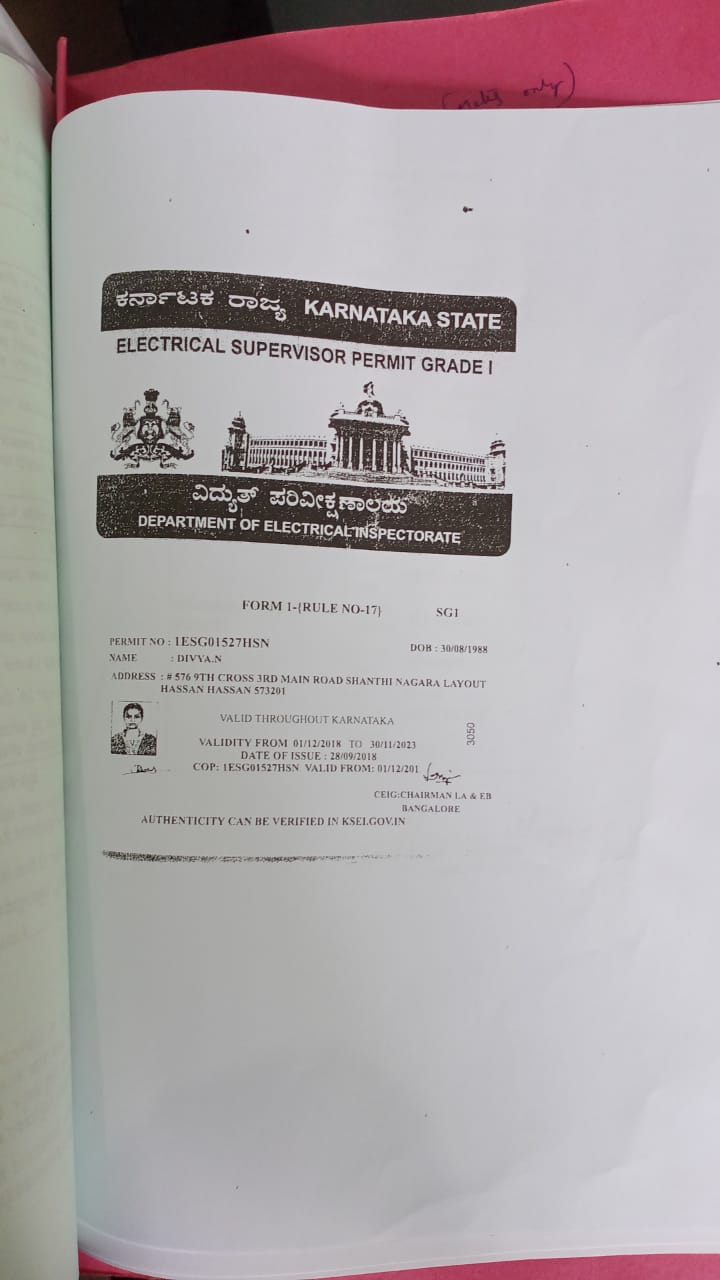 only)
ಕರ್ನಾಟಕ ರಾಜ್ಯ KARNATAKA STATE
ELECTRICAL SUPERVISOR PERMIT GRADE I
ವಿದ್ಯುತ್ ಪರಿವೀಕ್ಷಣಾಲಯ
DEPARTMENT OF ELECTRICAL INSPECTORATE
FORM 1-{RULE NO-17} SG1
PERMIT NO : 1ESG01527HSN DOB : 30/08/1988
NAME : DIVYA.N
ADDRESS : # 576 9TH CROSS 3RD MAIN ROAD SHANTHI NAGARA LAYOUT
HASSAN HASSAN 573201
VALID THROUGHOUT KARNATAKA
3050
VALIDITY FROM 01/12/2018 TO 30/11/2023
DATE OF ISSUE : 28/09/2018
COP: 1ESG01527HSN VALID FROM: 01/12/201
CEIG:CHAIRMAN LA & EB
BANGALORE
AUTHENTICITY CAN BE VERIFIED IN KSEI.GOV.IN